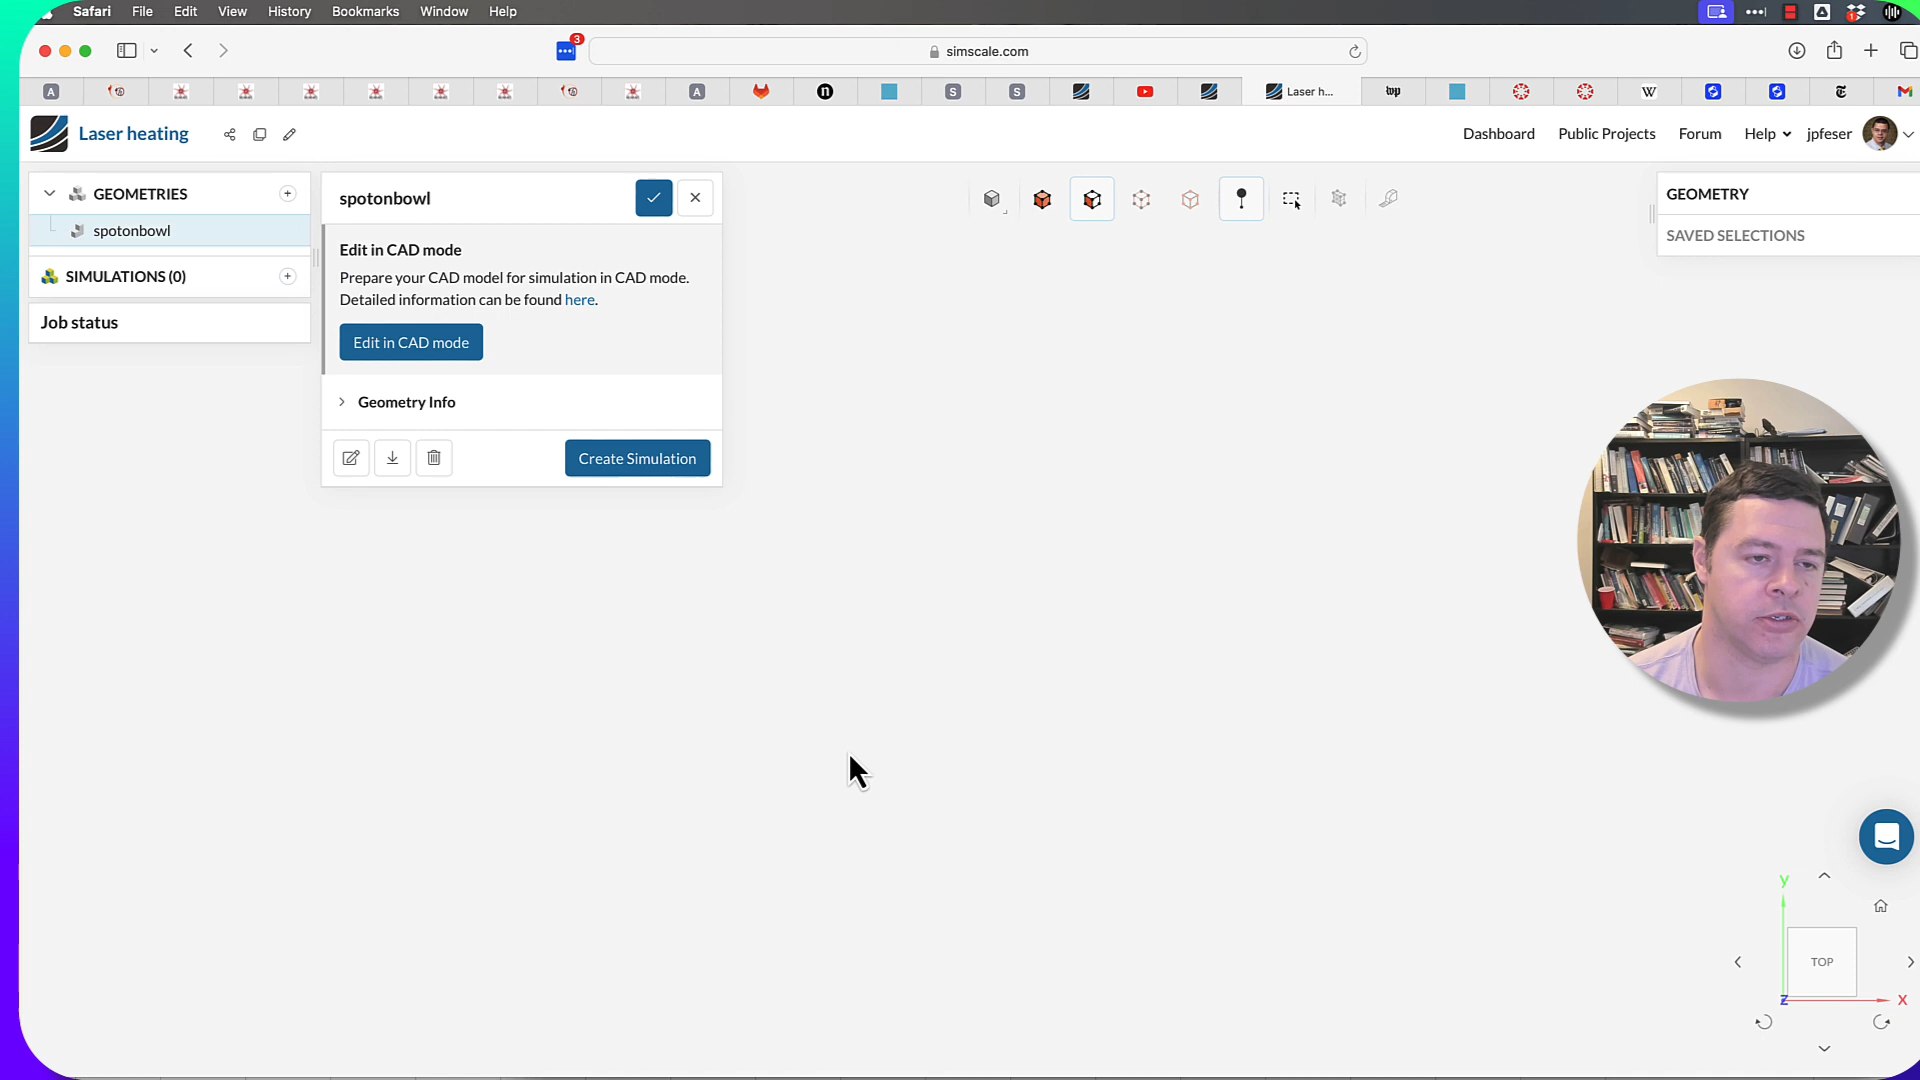 Safari File Edit View History Bookmarks Window Help
3
1
simscale.com
A
A
n
S
S
Laser h...
wp
W
Laser heating
Dashboard Public Projects Forum Help jpfeser
GEOMETRIES
spotonbowl
SIMULATIONS (0)
Job status
spotonbowl
Edit in CAD mode
Prepare your CAD model for simulation in CAD mode.
Detailed information can be found here.
Edit in CAD mode
Geometry Info
Create Simulation
GEOMETRY
SAVED SELECTIONS
y
TOP
z
X